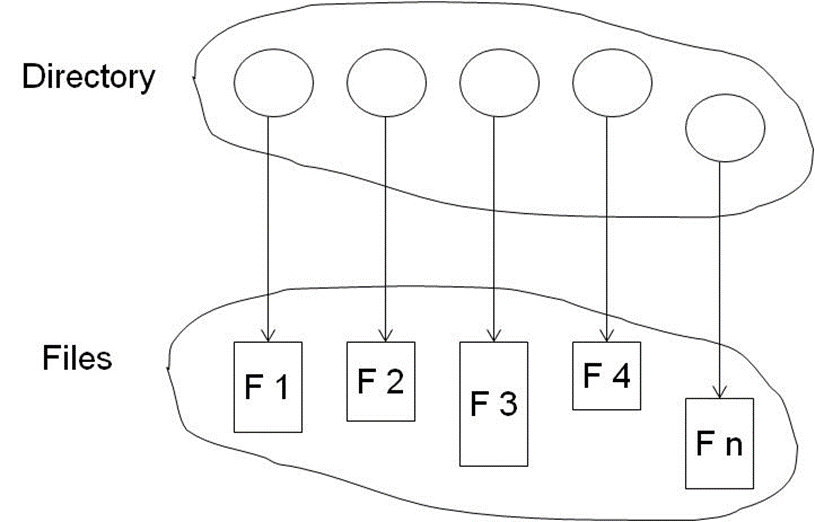 Directory
Files
F 1
F 2
F 3
F 4
F n